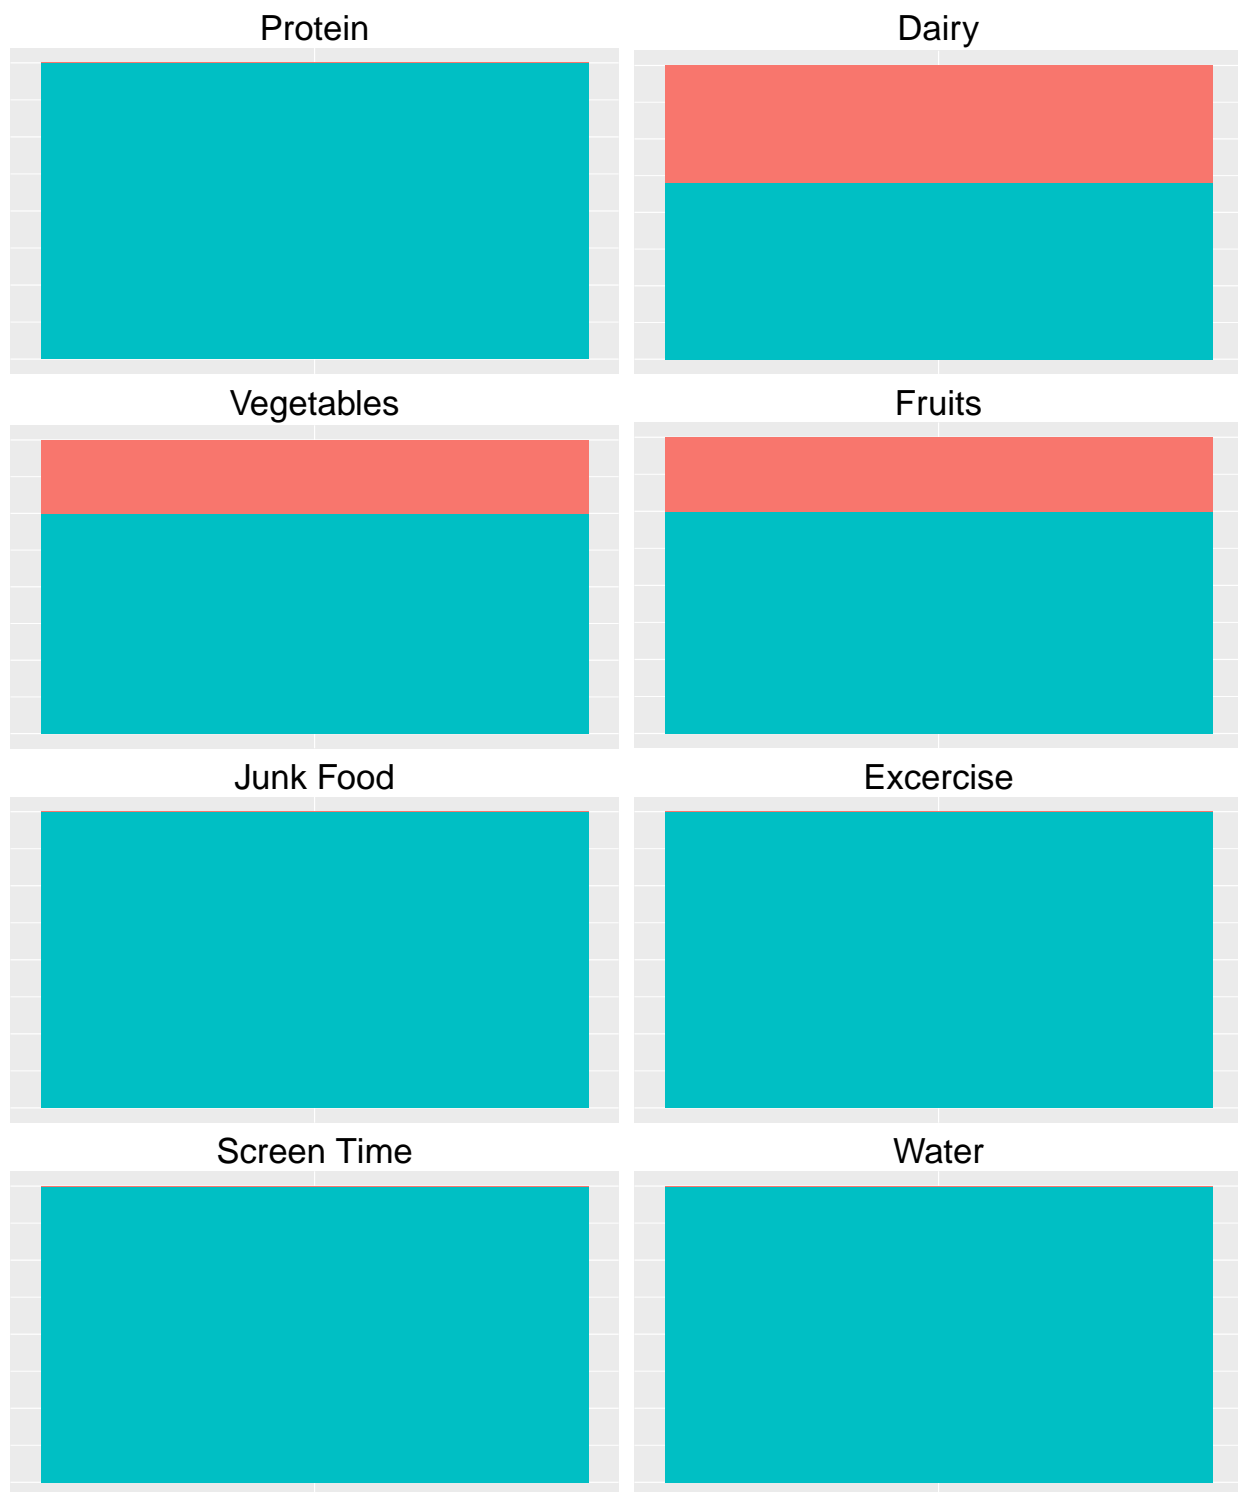 Protein
Dairy
Vegetables
Fruits
Junk Food
Excercise
Screen Time
Water